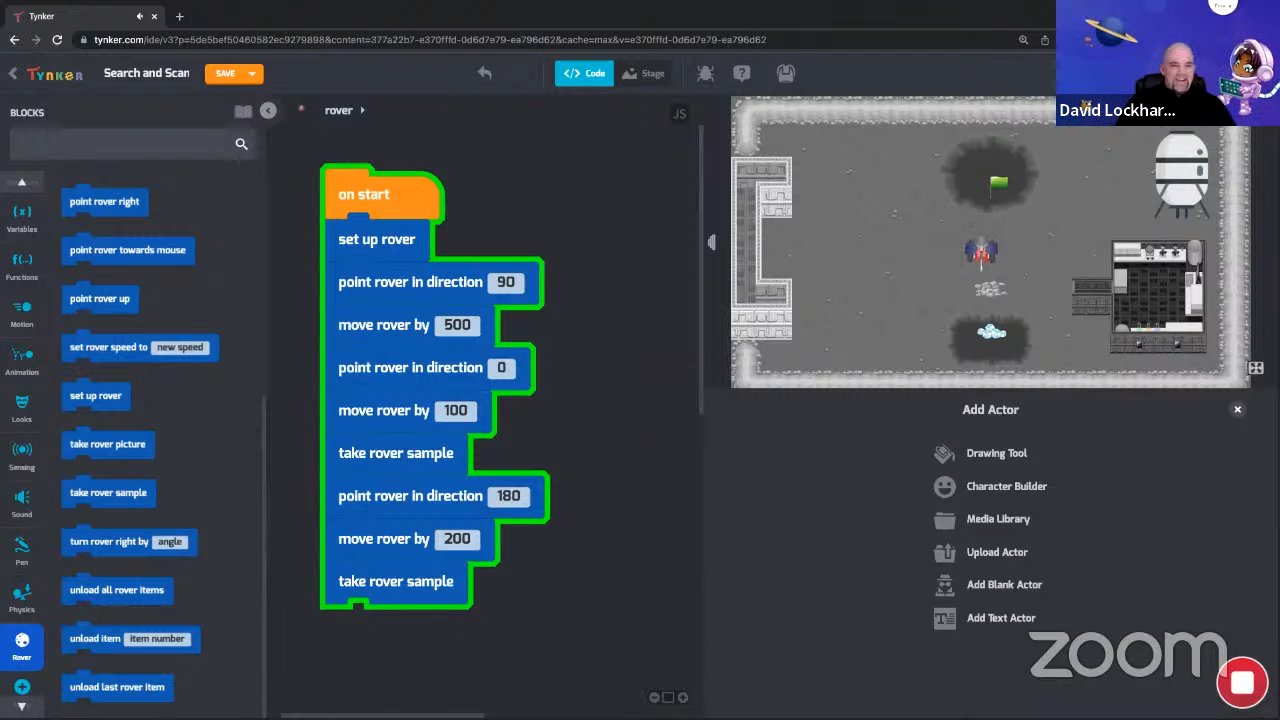 Tynker
tynker.com/ide/v3?p=5de5bef50460582ec9279898&content=377a22b7-e370fffd-0d6d7e79-ea796d62&cache=max&v=e370fffd-0d6d7e79-ea796d62
TYNKER
Search and Scan
SAVE
</> Code
Stage
David Lockhar...
BLOCKS
rover
JS
point rover right
point rover towards mouse
point rover up
set rover speed to new speed
set up rover
take rover picture
take rover sample
turn rover right by angle
unload all rover items
unload item item number
unload last rover item
Variables
Functions
Motion
Animation
Looks
Sensing
Sound
Pen
Physics
Rover
on start
set up rover
point rover in direction 90
move rover by 500
point rover in direction 0
move rover by 100
take rover sample
point rover in direction 180
move rover by 200
take rover sample
Add Actor
Drawing Tool
Character Builder
Media Library
Upload Actor
Add Blank Actor
Add Text Actor
zoom